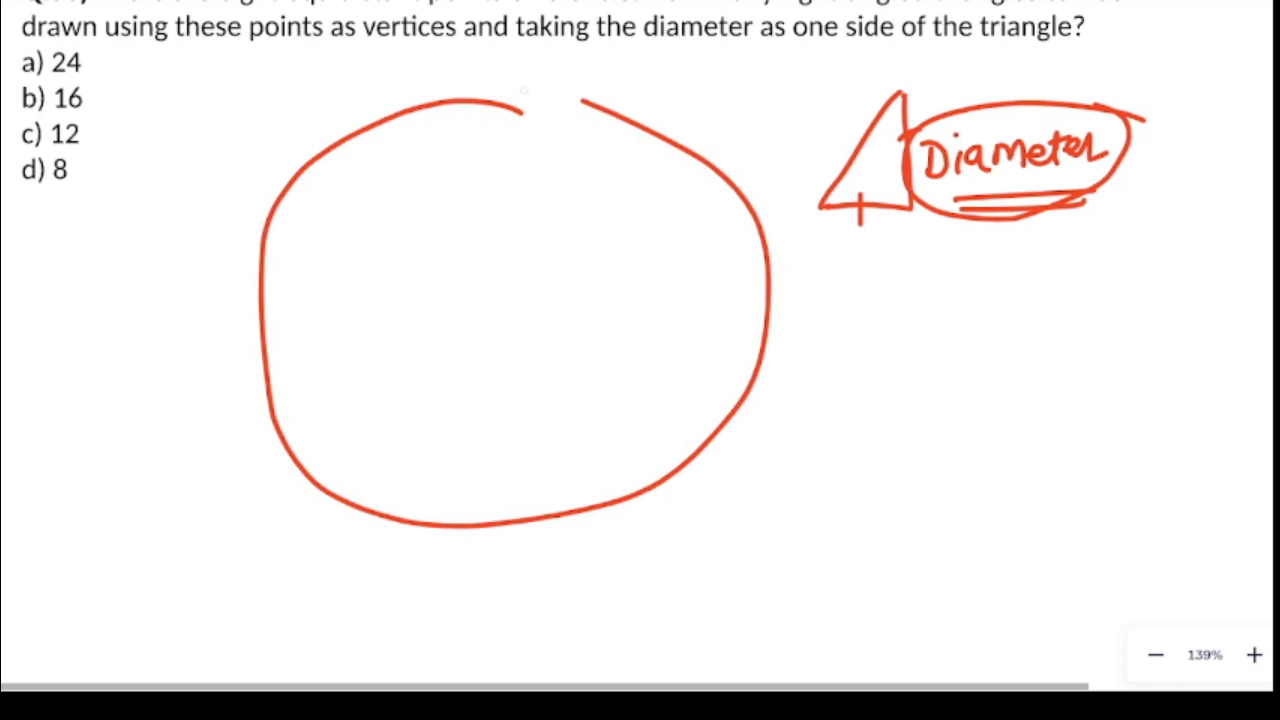 drawn using these points as vertices and taking the diameter as one side of the triangle?
a) 24
b) 16
c) 12
d) 8
Diameter
139%